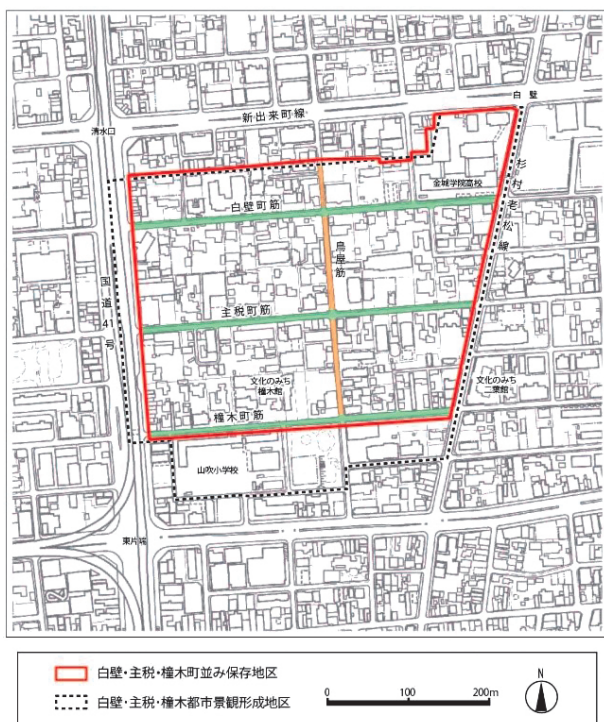 白壁
新出来町線
清水口
金城学院高校
杉村老松線
白壁町筋
鳥屋筋
国道41号
主税町筋
文化のみち
橦木館
文化のみち
二葉館
橦木町筋
山吹小学校
東片端
白壁・主税・橦木町並み保存地区
白壁・主税・橦木都市景観形成地区
0 100 200m
N